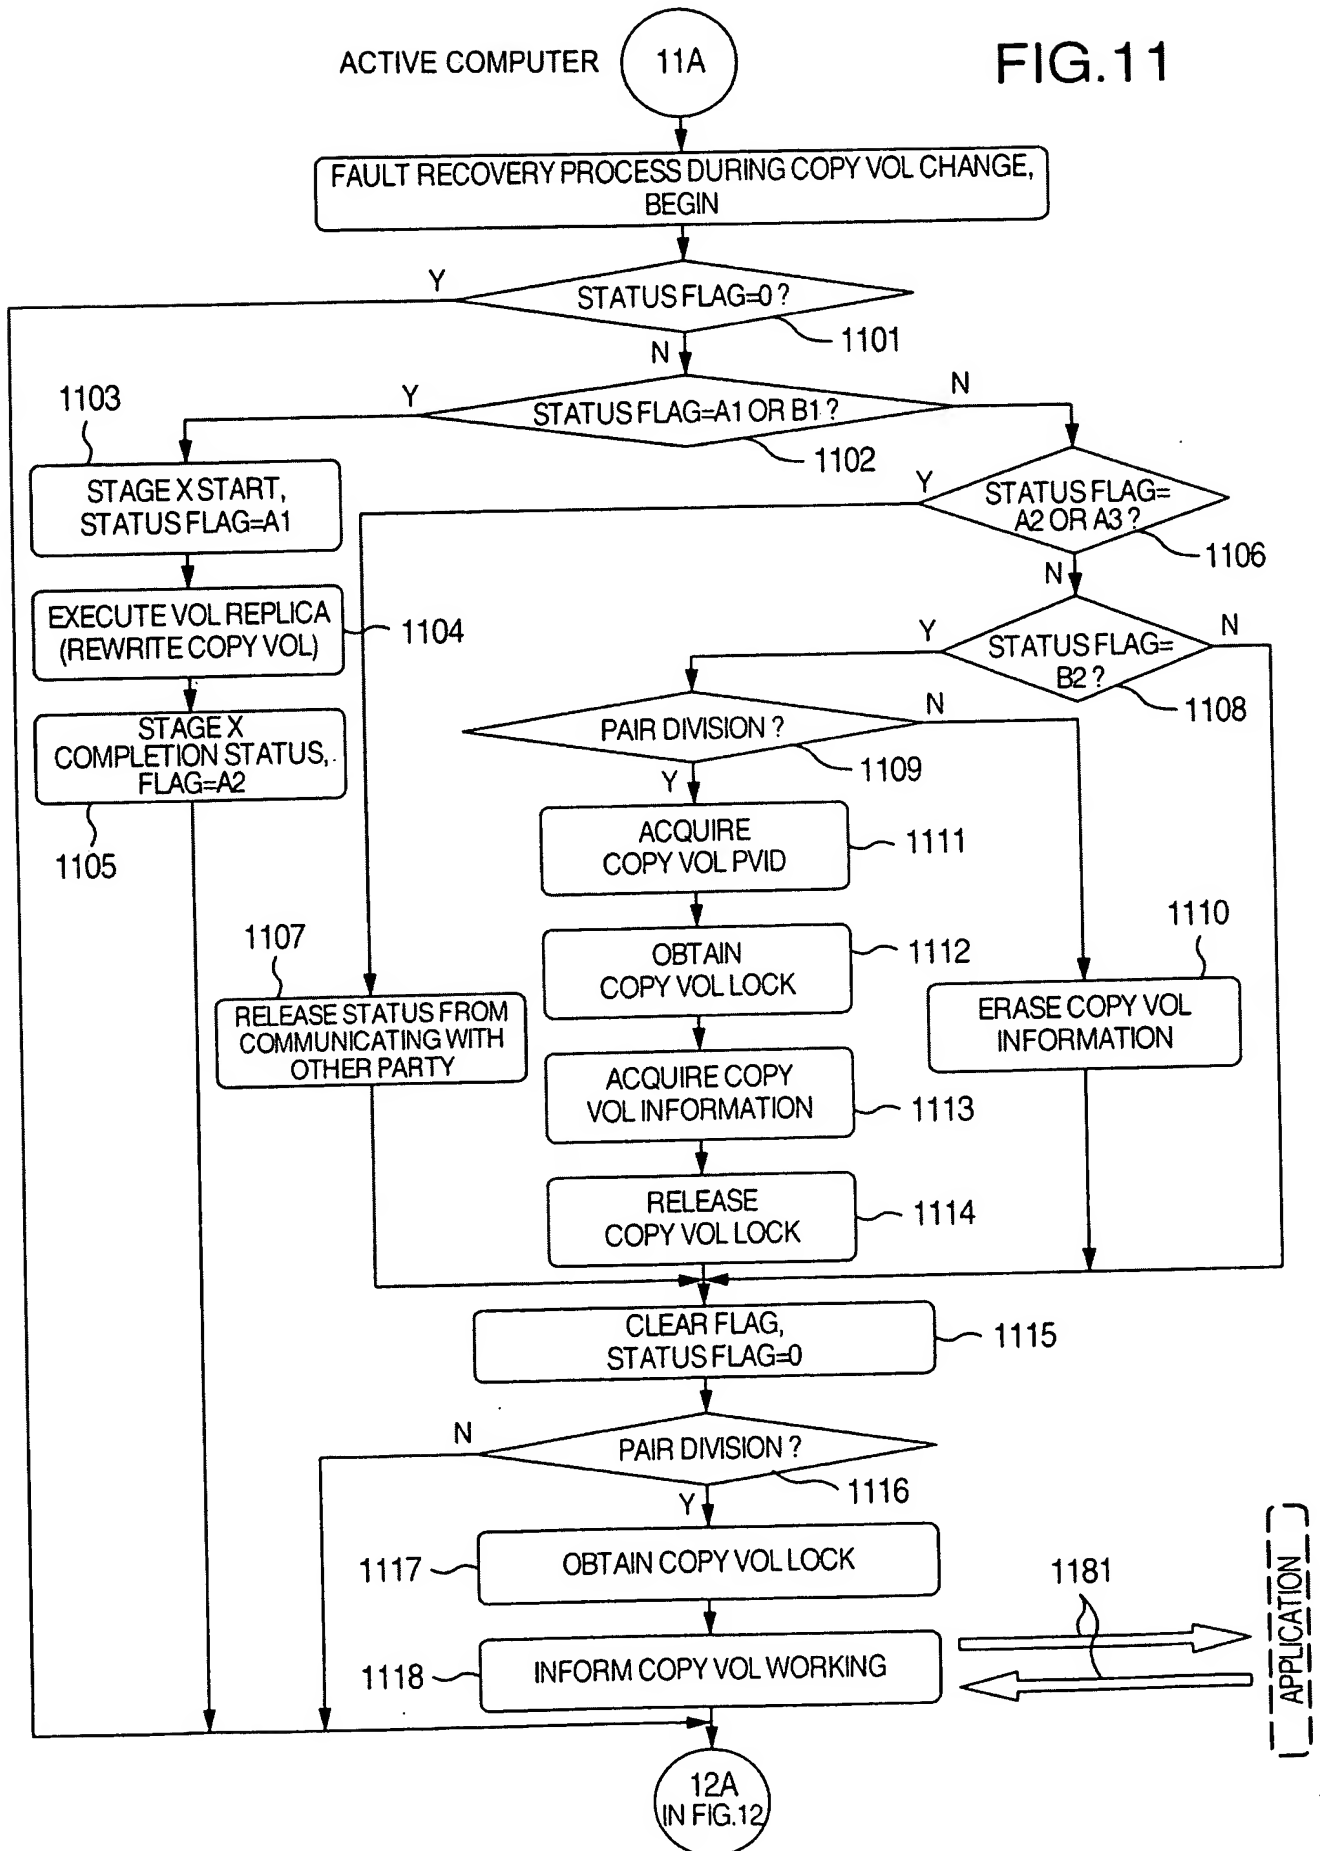 ACTIVE COMPUTER
11A
FIG.11
FAULT RECOVERY PROCESS DURING COPY VOL CHANGE,
BEGIN
Y
STATUS FLAG=0 ?
1101
N
1103
Y
STATUS FLAG=A1 OR B1 ?
N
1102
STAGE X START,
STATUS FLAG=A1
Y
STATUS FLAG=
A2 OR A3 ?
1106
N
EXECUTE VOL REPLICA
(REWRITE COPY VOL)
1104
Y
STATUS FLAG=
B2 ?
N
1108
STAGE X
COMPLETION STATUS,
FLAG=A2
1105
PAIR DIVISION ?
N
1109
Y
ACQUIRE
COPY VOL PVID
1111
1107
OBTAIN
COPY VOL LOCK
1112
1110
RELEASE STATUS FROM
COMMUNICATING WITH
OTHER PARTY
ERASE COPY VOL
INFORMATION
ACQUIRE COPY
VOL INFORMATION
1113
RELEASE
COPY VOL LOCK
1114
CLEAR FLAG,
STATUS FLAG=0
1115
N
PAIR DIVISION ?
1116
Y
1117
OBTAIN COPY VOL LOCK
1181
APPLICATION
1118
INFORM COPY VOL WORKING
12A
IN FIG.12